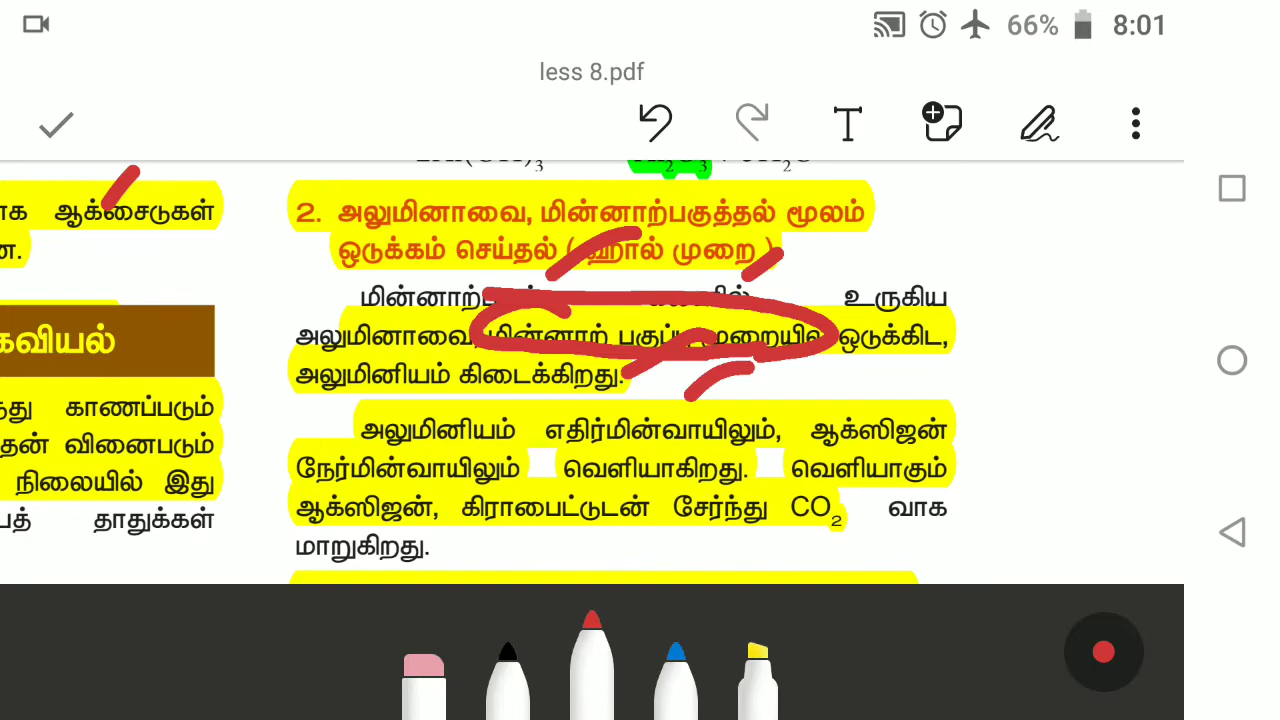 66% 8:01
less 8.pdf
ாக ஆக்சைடுகள்
ன.
கவியல்
ந்து காணப்படும்
தன் வினைபடும்
நிலையில் இது
பத் தாதுக்கள்
2. அலுமினாவை, மின்னாற்பகுத்தல் மூலம்
ஒடுக்கம் செய்தல் ( ஹால் முறை )
உருகிய
அலுமினாவை, மின்னாற் பகுப்பு முறையில் ஒடுக்கிட,
அலுமினியம் கிடைக்கிறது.
அலுமினியம் எதிர்மின்வாயிலும், ஆக்ஸிஜன்
நேர்மின்வாயிலும் வெளியாகிறது. வெளியாகும்
ஆக்ஸிஜன், கிராபைட்டுடன் சேர்ந்து CO₂ வாக
மாறுகிறது.